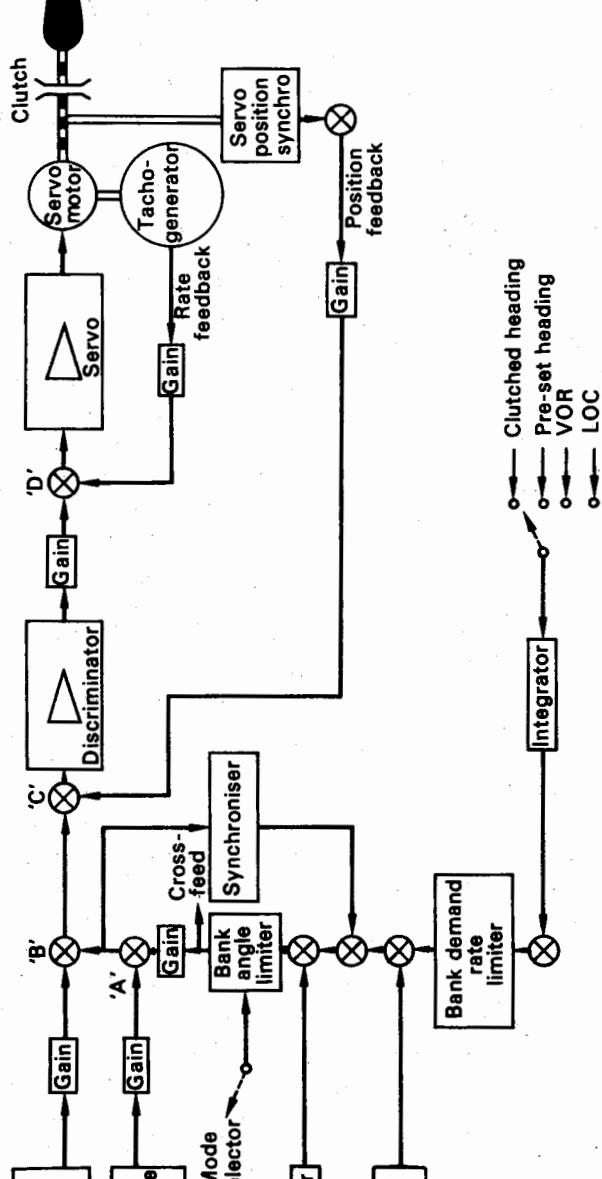 Clutch
Servo
motor
Tacho-
generator
Servo
position
synchro
Servo
Rate
feedback
Gain
Position
feedback
Gain
'D'
Gain
Discriminator
'C'
'B'
Cross-
feed
Synchroniser
'A'
Gain
Bank
angle
limiter
Gain
Gain
Bank demand
rate
limiter
Integrator
Clutched heading
Pre-set heading
VOR
LOC